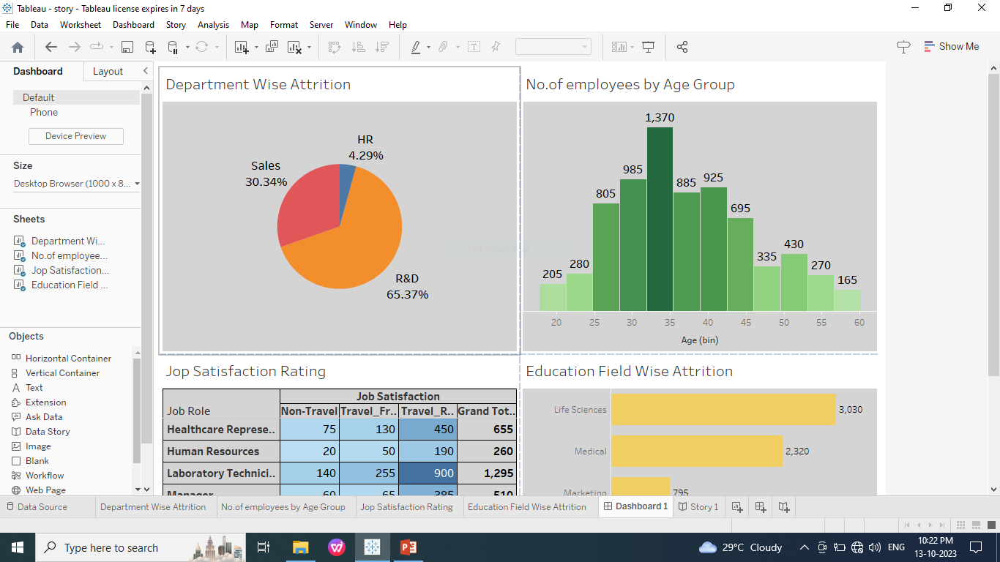 Tableau - story - Tableau license expires in 7 days
File Data Worksheet Dashboard Story Analysis Map Format Server Window Help
Show Me
Dashboard Layout
Default
Phone
Device Preview
Size
Desktop Browser (1000 x 8...
Sheets
Department Wi...
No.of employee...
Jop Satisfaction...
Education Field ...
Objects
Horizontal Container
Vertical Container
Text
Extension
Ask Data
Data Story
Image
Blank
Workflow
Web Page
Department Wise Attrition
HR
4.29%
Sales
30.34%
R&D
65.37%
No.of employees by Age Group
1,370
985
925
885
805
695
430
335
280
270
205
165
20 25 30 35 40 45 50 55 60
Age (bin)
Jop Satisfaction Rating
Job Satisfaction
Job Role Non-Travel Travel_Fr.. Travel_R.. Grand Tot..
Healthcare Represe.. 75 130 450 655
Human Resources 20 50 190 260
Laboratory Technici.. 140 255 900 1,295
Manager 60 65 385 510
Education Field Wise Attrition
Life Sciences 3,030
Medical 2,320
Marketing 795
Data Source Department Wise Attrition No.of employees by Age Group Jop Satisfaction Rating Education Field Wise Attrition Dashboard 1 Story 1
Type here to search
29°C Cloudy
ENG
10:22 PM
13-10-2023